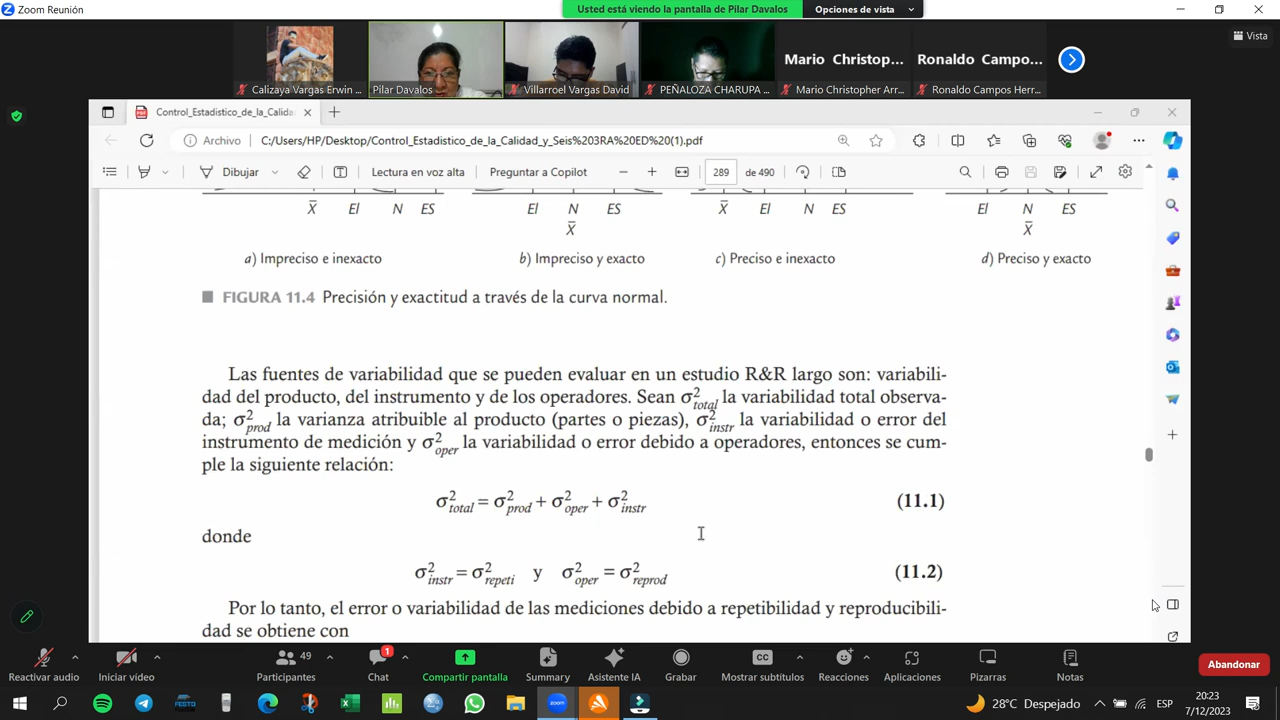 Zoom Reunión
Usted está viendo la pantalla de Pilar Davalos
Opciones de vista
Vista
Calizaya Vargas Erwin ...
Pilar Davalos
Villarroel Vargas David
PEÑALOZA CHARUPA ...
Mario Christop...
Mario Christopher Arr...
Ronaldo Campo...
Ronaldo Campos Herr...
Control_Estadistico_de_la_Calida
Archivo
C:/Users/HP/Desktop/Control_Estadistico_de_la_Calidad_y_Seis%203RA%20ED%20(1).pdf
Dibujar
Lectura en voz alta
Preguntar a Copilot
289 de 490
X̄ EI N ES
EI N ES
X̄
X̄ EI N ES
EI N ES
X̄
a) Impreciso e inexacto
b) Impreciso y exacto
c) Preciso e inexacto
d) Preciso y exacto
FIGURA 11.4 Precisión y exactitud a través de la curva normal.
Las fuentes de variabilidad que se pueden evaluar en un estudio R&R largo son: variabili-
dad del producto, del instrumento y de los operadores. Sean σ²total la variabilidad total observa-
da; σ²prod la varianza atribuible al producto (partes o piezas), σ²instr la variabilidad o error del
instrumento de medición y σ²oper la variabilidad o error debido a operadores, entonces se cum-
ple la siguiente relación:
σ²total = σ²prod + σ²oper + σ²instr (11.1)
donde
σ²instr = σ²repeti y σ²oper = σ²reprod (11.2)
Por lo tanto, el error o variabilidad de las mediciones debido a repetibilidad y reproducibili-
dad se obtiene con
Reactivar audio
Iniciar video
49
Participantes
1
Chat
Compartir pantalla
Summary
Asistente IA
Grabar
CC
Mostrar subtítulos
Reacciones
Aplicaciones
Pizarras
Notas
Abandonar
FESTO
zoom
28°C Despejado
ESP
20:23
7/12/2023